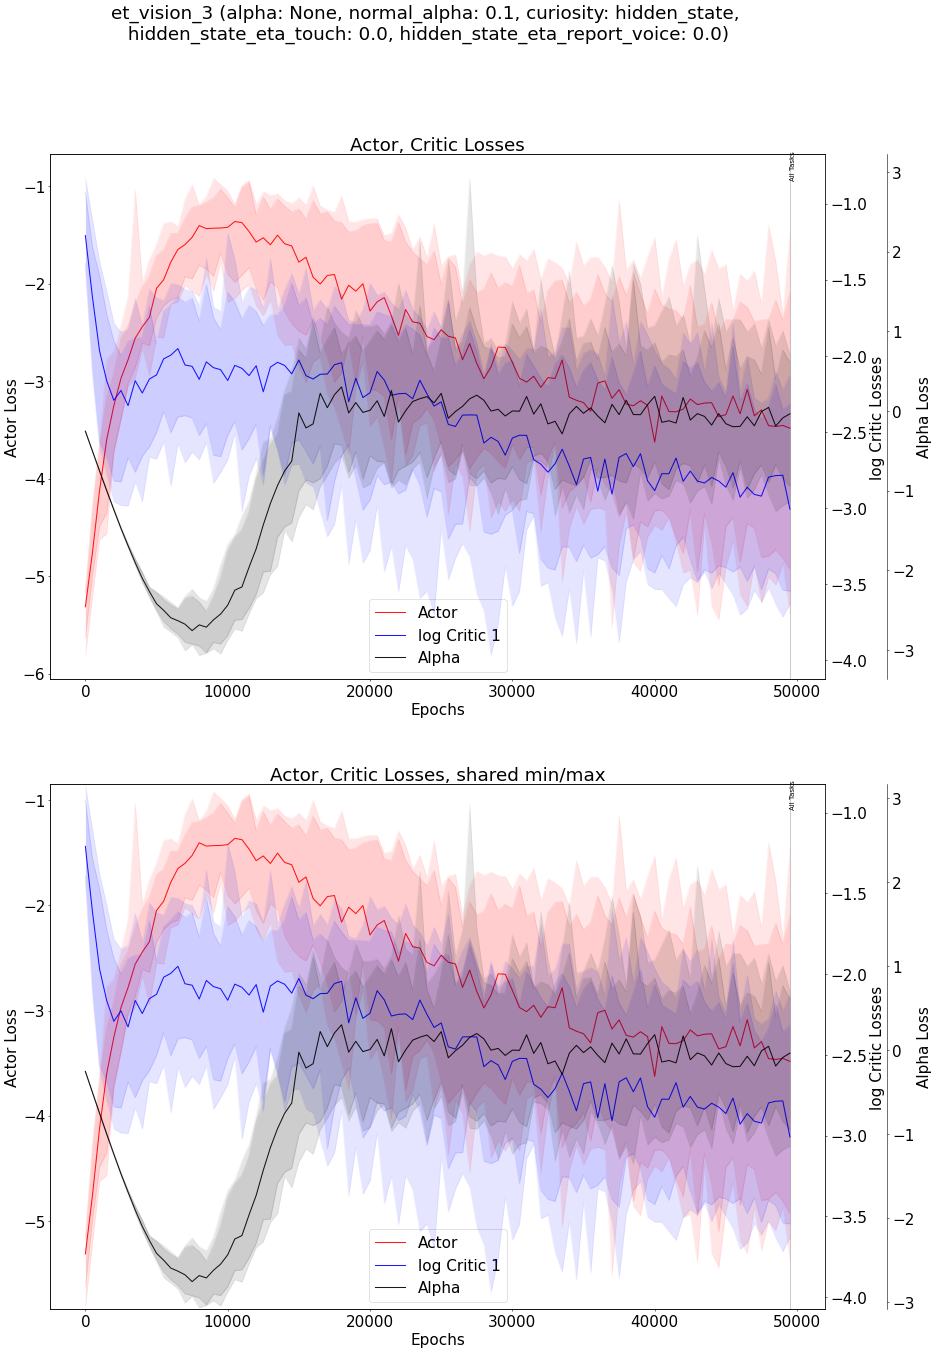 et_vision_3 (alpha: None, normal_alpha: 0.1, curiosity: hidden_state,
hidden_state_eta_touch: 0.0, hidden_state_eta_report_voice: 0.0)
Actor, Critic Losses
All Tasks
−1
−2
−3
−4
−5
−6
Actor Loss
−1.0
−1.5
−2.0
−2.5
−3.0
−3.5
−4.0
log Critic Losses
3
2
1
0
−1
−2
−3
Alpha Loss
Actor
log Critic 1
Alpha
0 10000 20000 30000 40000 50000
Epochs
Actor, Critic Losses, shared min/max
All Tasks
−1
−2
−3
−4
−5
Actor Loss
−1.0
−1.5
−2.0
−2.5
−3.0
−3.5
−4.0
log Critic Losses
3
2
1
0
−1
−2
−3
Alpha Loss
Actor
log Critic 1
Alpha
0 10000 20000 30000 40000 50000
Epochs